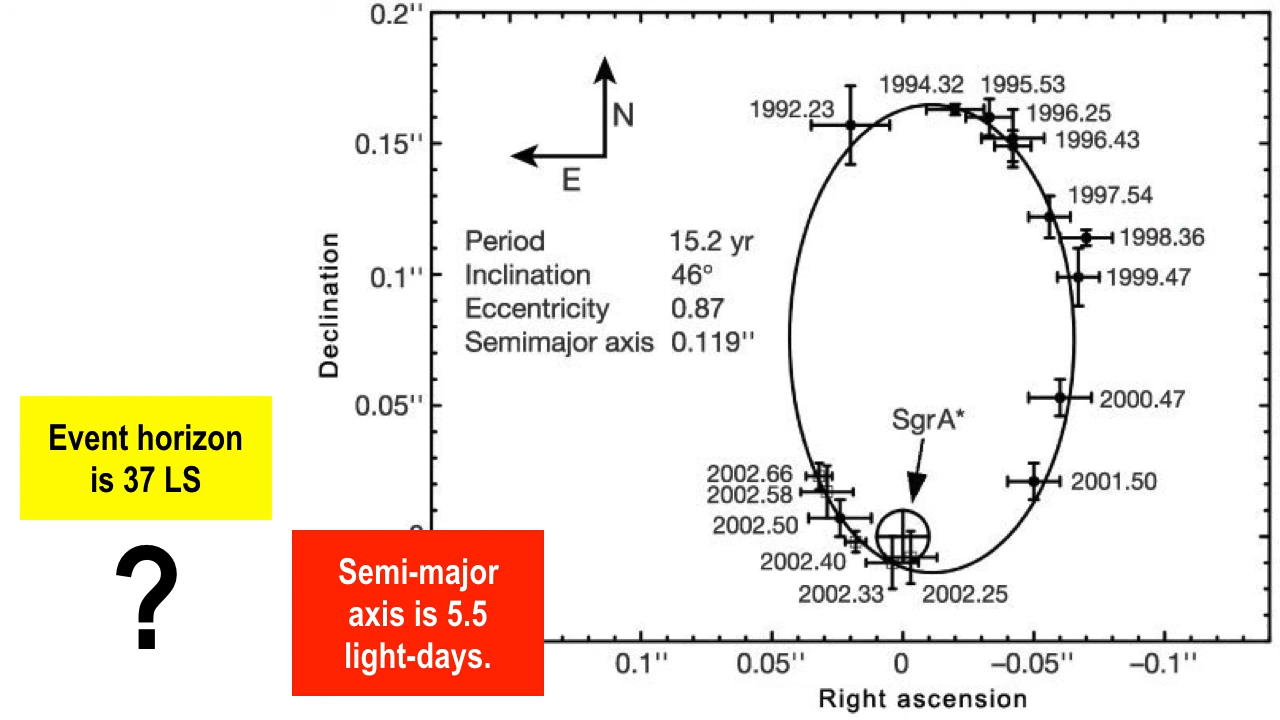 0.2''
1994.32 1995.53
1992.23
1996.25
N
0.15''
1996.43
E
1997.54
Period 15.2 yr
1998.36
Inclination 46°
0.1''
1999.47
Eccentricity 0.87
Declination
Semimajor axis 0.119''
2000.47
0.05''
SgrA*
Event horizon
is 37 LS
2002.66
2001.50
2002.58
2002.50
?
2002.40
Semi-major
axis is 5.5
light-days.
2002.33 2002.25
0.1'' 0.05'' 0 −0.05'' −0.1''
Right ascension